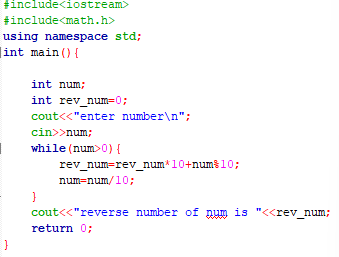 #include<iostream>
#include<math.h>
using namespace std;
int main(){
int num;
int rev_num=0;
cout<<"enter number\n";
cin>>num;
while(num>0){
rev_num=rev_num*10+num%10;
num=num/10;
}
cout<<"reverse number of num is "<<rev_num;
return 0;
}